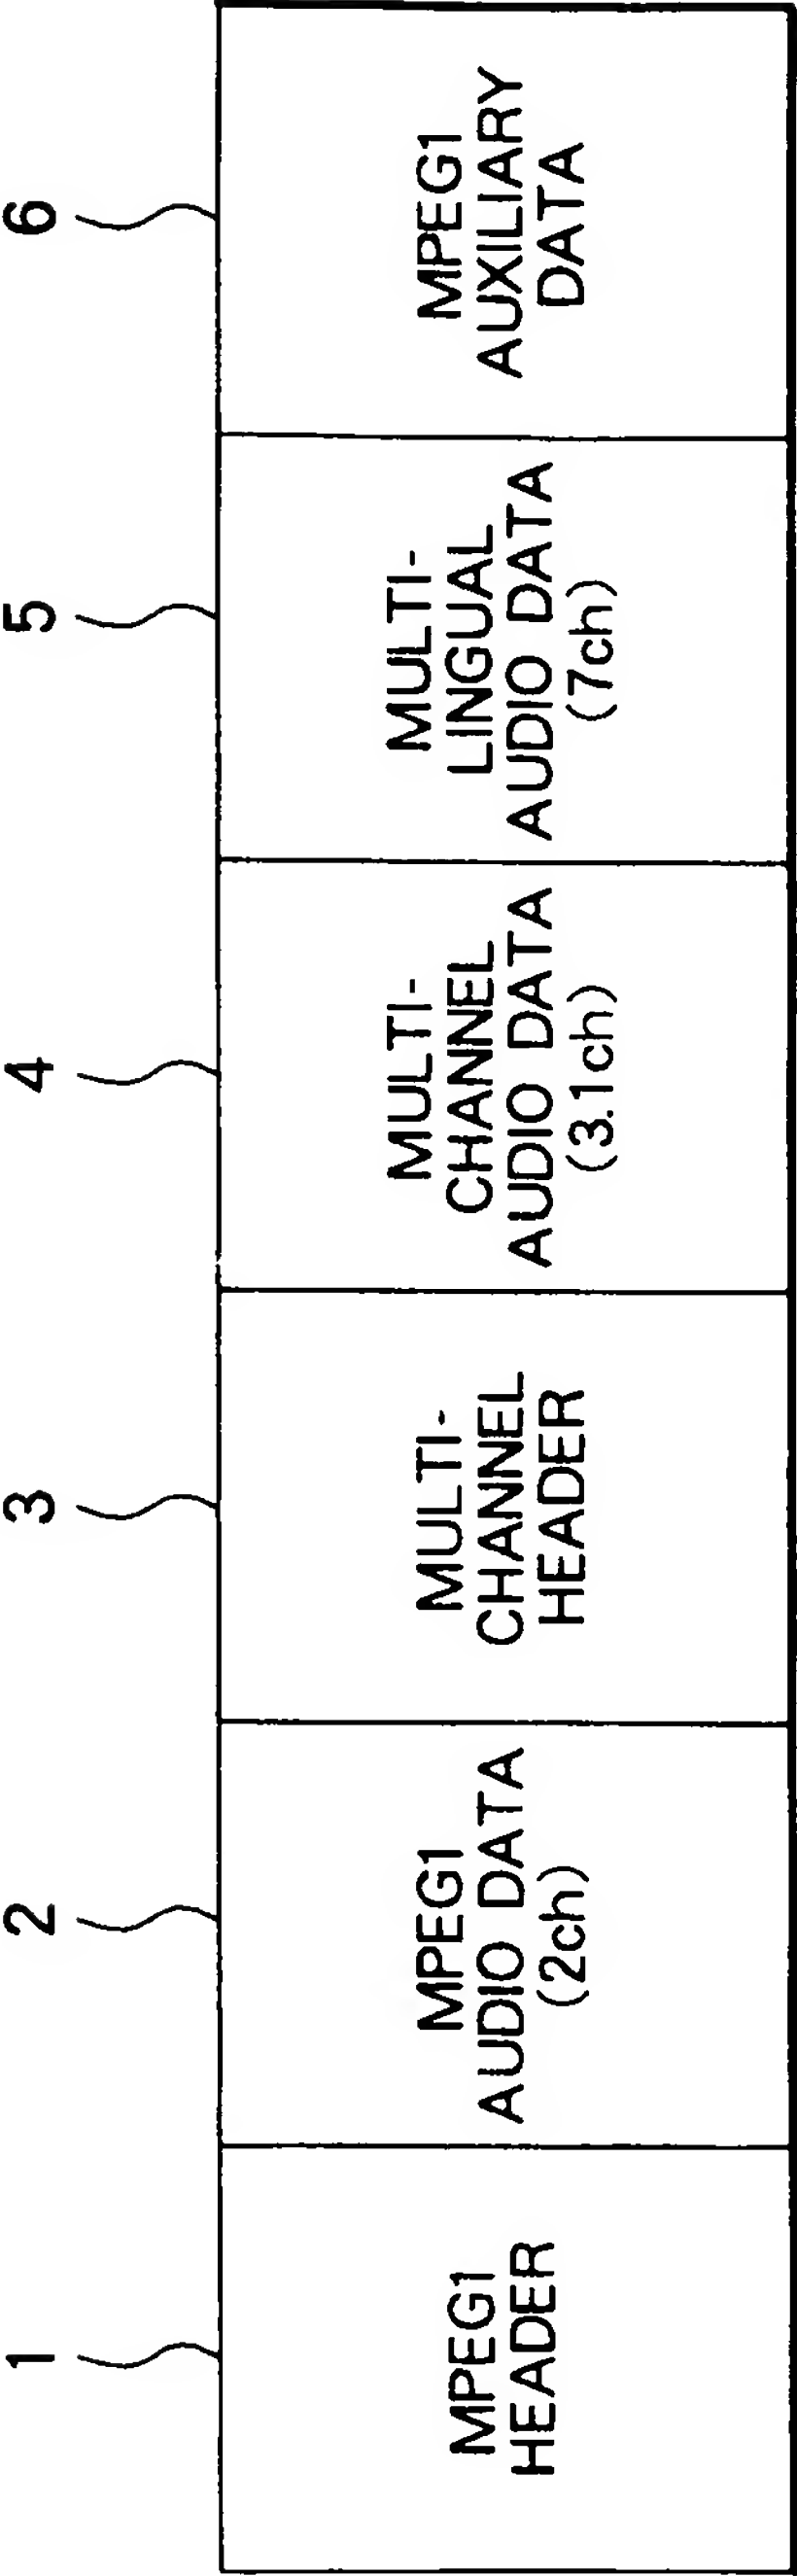 1
2
3
4
5
6
MPEG1
HEADER
MPEG1
AUDIO DATA
(2ch)
MULTI-
CHANNEL
HEADER
MULTI-
CHANNEL
AUDIO DATA
(3.1ch)
MULTI-
LINGUAL
AUDIO DATA
(7ch)
MPEG1
AUXILIARY
DATA